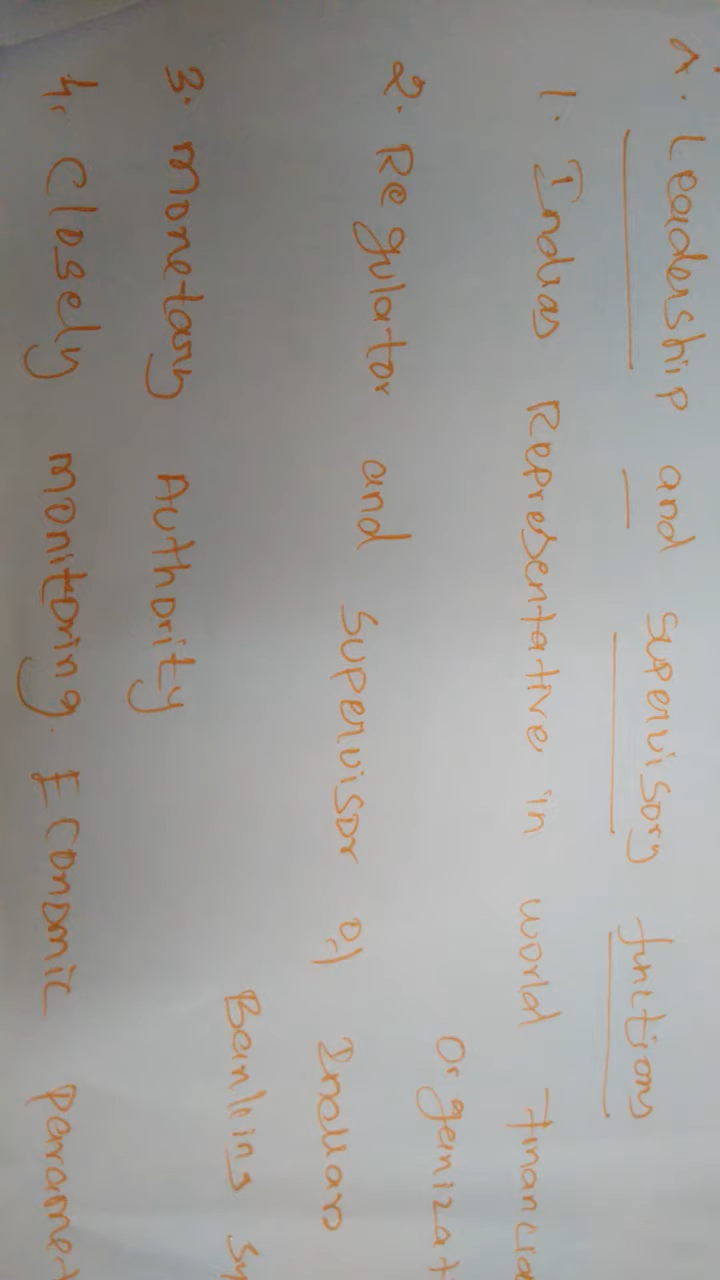 A. Leadership and supervisory functions
1. Indias Representative in world Financia
Organizat
2. Regulator and Supervisor of Indian
Banking Sy
3. monetary Authority
4. closely monitoring Economic Paramet